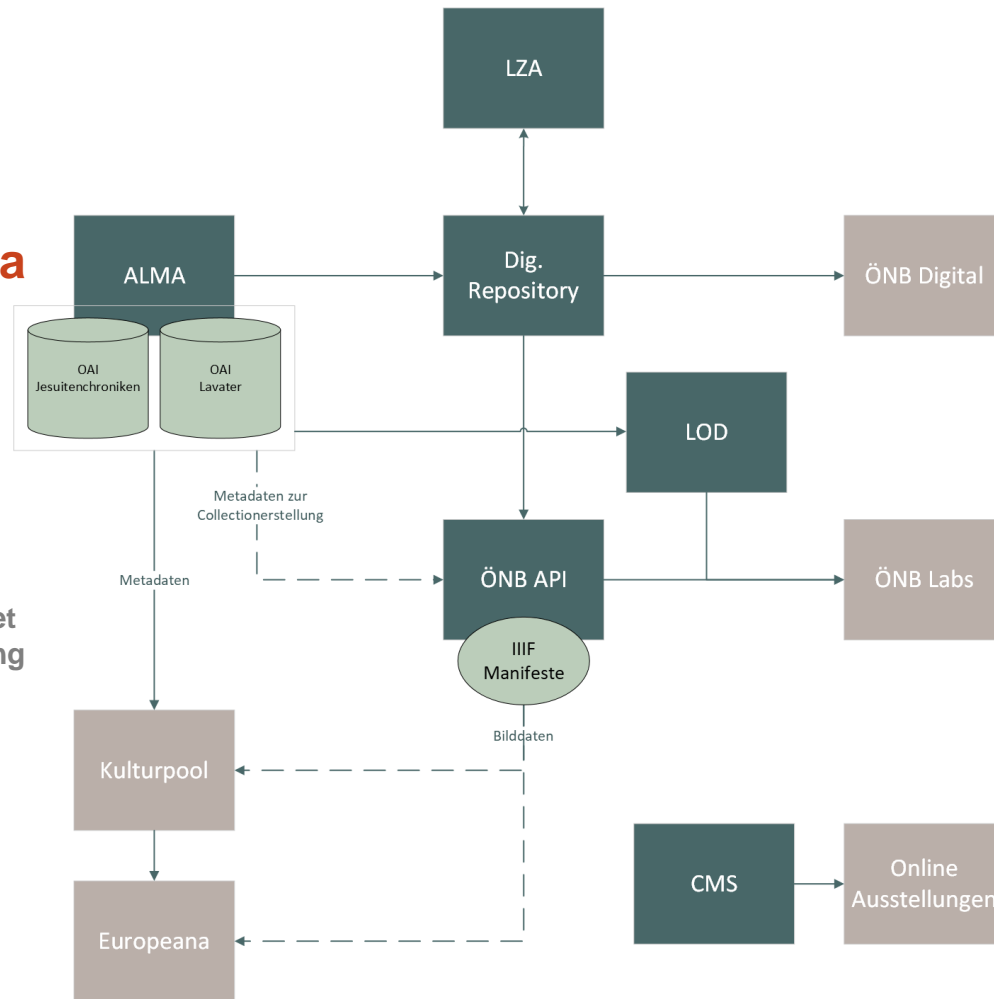 LZA
a
ALMA
Dig.
Repository
ÖNB Digital
OAI
Jesuitenchroniken
OAI
Lavater
LOD
Metadaten zur
Collectionerstellung
Metadaten
ÖNB API
ÖNB Labs
et
ng
IIIF
Manifeste
Bilddaten
Kulturpool
CMS
Online
Ausstellungen
Europeana